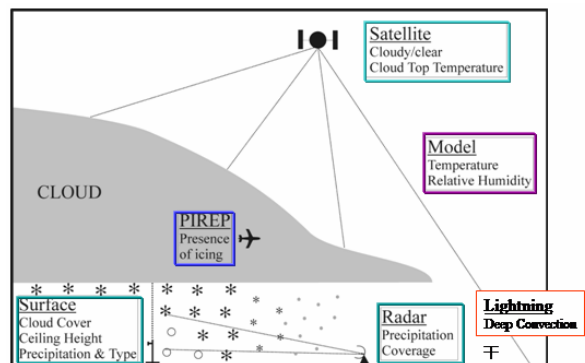 Satellite
Cloudy/clear
Cloud Top Temperature
Model
Temperature
Relative Humidity
CLOUD
PIREP
Presence
of icing
Surface
Cloud Cover
Ceiling Height
Precipitation & Type
Radar
Precipitation
Coverage
Lightning
Deep Convection